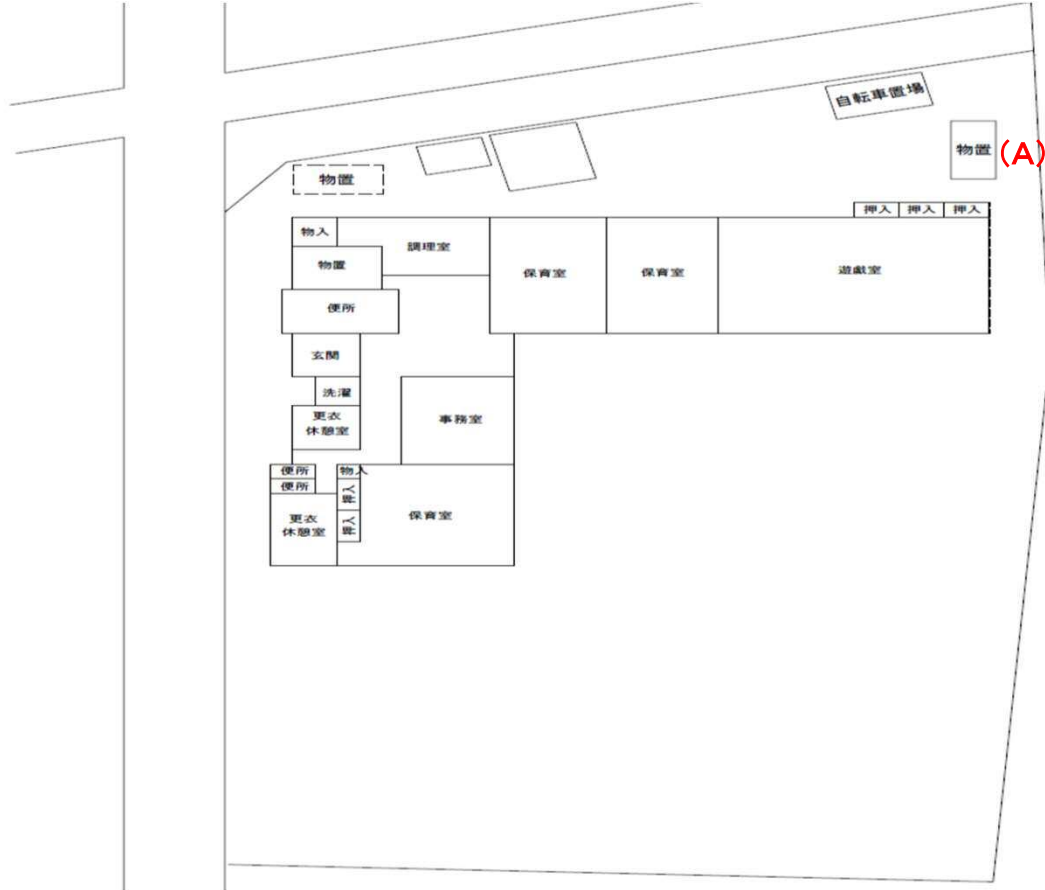 自転車置場
物置
(A)
物置
押入
押入
押入
物入
調理室
物置
保育室
保育室
遊戯室
便所
玄関
洗濯
更衣
休憩室
事務室
便所
便所
物入
押入
押入
保育室
更衣
休憩室